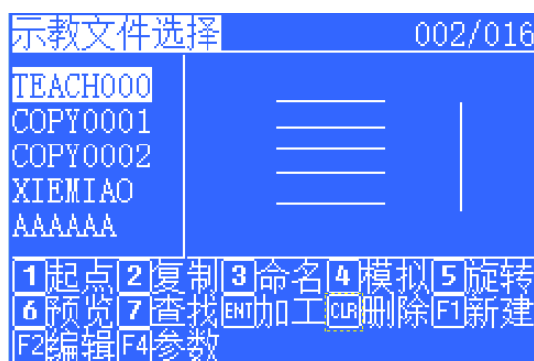 示教文件选择 002/016
TEACH000
COPY0001
COPY0002
XIEMIAO
AAAAAA
1起点2复制3命名4模拟5旋转
6预览7查找ENT加工CLR删除F1新建
F2编辑F4参数